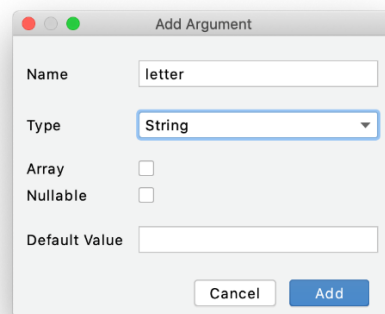 Add Argument
Name letter
Type String
Array
Nullable
Default Value
Cancel Add